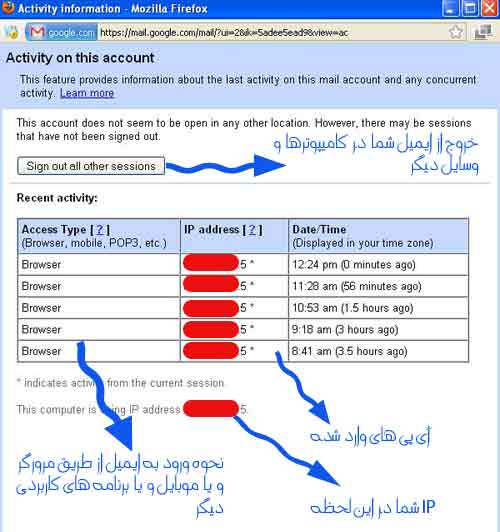 Activity information - Mozilla Firefox
google.com https://mail.google.com/mail/?ui=2&ik=5adee5ead9&view=ac
Activity on this account
This feature provides information about the last activity on this mail account and any concurrent
activity. Learn more
This account does not seem to be open in any other location. However, there may be sessions
that have not been signed out.
Sign out all other sessions
خروج از ایمیل شما در کامپیوترها و
وسایل دیگر
Recent activity:
Access Type [ ? ] IP address [ ? ] Date/Time
(Browser, mobile, POP3, etc.) (Displayed in your time zone)
Browser 5 * 12:24 pm (0 minutes ago)
Browser 5 * 11:28 am (56 minutes ago)
Browser 5 * 10:53 am (1.5 hours ago)
Browser 5 * 9:18 am (3 hours ago)
Browser 5 * 8:41 am (3.5 hours ago)
* indicates activity from the current session.
This computer is using IP address 5.
آی پی های وارد شده
نحوه ورود به ایمیل از طریق مرورگر
و یا موبایل و یا برنامه های کاربردی
دیگر
IP شما در این لحظه